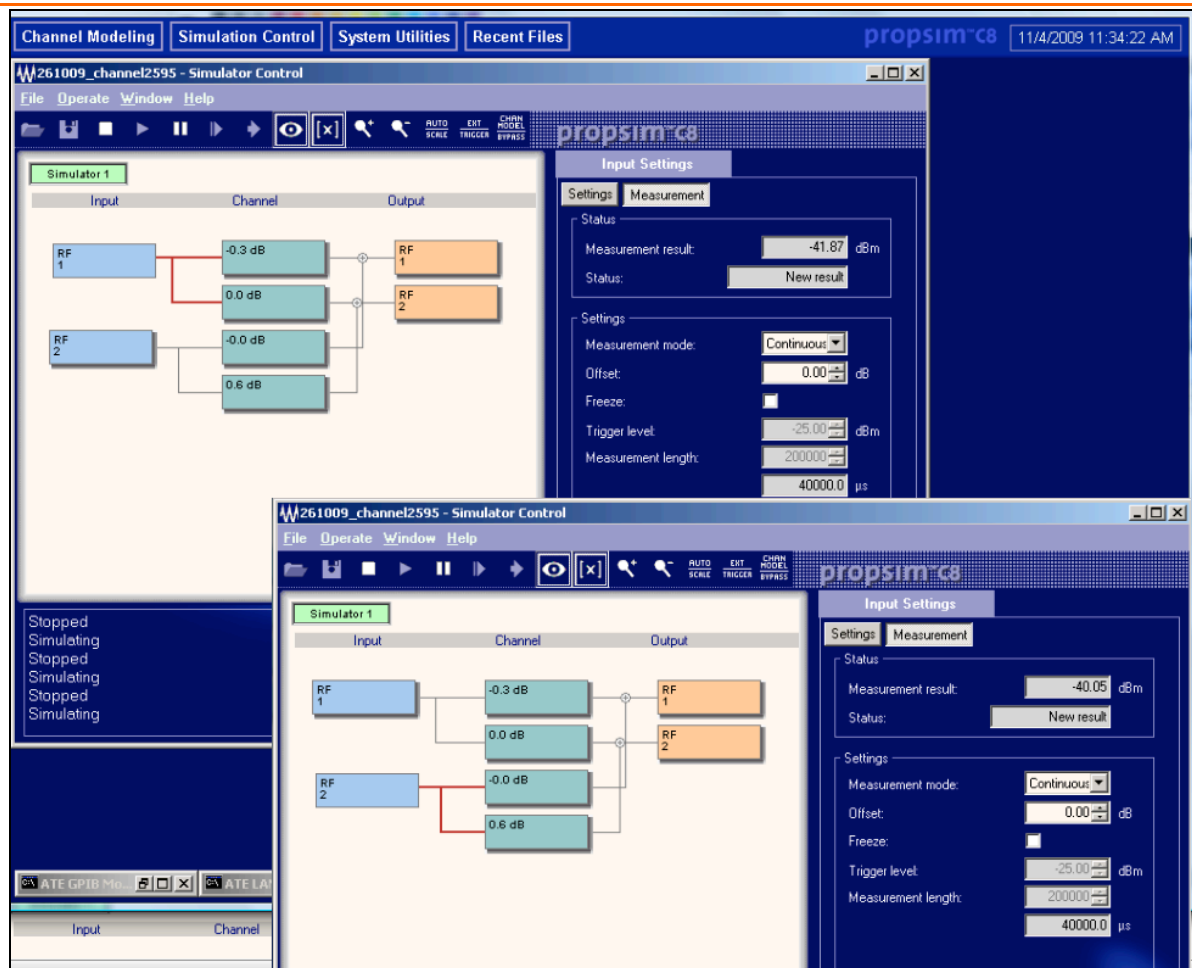 Channel Modeling Simulation Control System Utilities Recent Files propsim™C8 11/4/2009 11:34:22 AM
261009_channel2595 - Simulator Control
File Operate Window Help
AUTO SCALE EXT TRIGGER CHAN MODEL BYPASS propsim™C8
Simulator 1
Input Channel Output
RF 1
-0.3 dB
RF 1
0.0 dB
RF 2
RF 2
-0.0 dB
0.6 dB
Input Settings
Settings Measurement
Status
Measurement result: -41.87 dBm
Status: New result
Settings
Measurement mode: Continuous
Offset: 0.00 dB
Freeze:
Trigger level: -25.00 dBm
Measurement length: 200000
40000.0 µs
Stopped
Simulating
Stopped
Simulating
Stopped
Simulating
261009_channel2595 - Simulator Control
File Operate Window Help
AUTO SCALE EXT TRIGGER CHAN MODEL BYPASS propsim™C8
Simulator 1
Input Channel Output
RF 1
-0.3 dB
RF 1
0.0 dB
RF 2
RF 2
-0.0 dB
0.6 dB
Input Settings
Settings Measurement
Status
Measurement result: -40.05 dBm
Status: New result
Settings
Measurement mode: Continuous
Offset: 0.00 dB
Freeze:
Trigger level: -25.00 dBm
Measurement length: 200000
40000.0 µs
ATE GPIB Mo... ATE LA
Input Channel